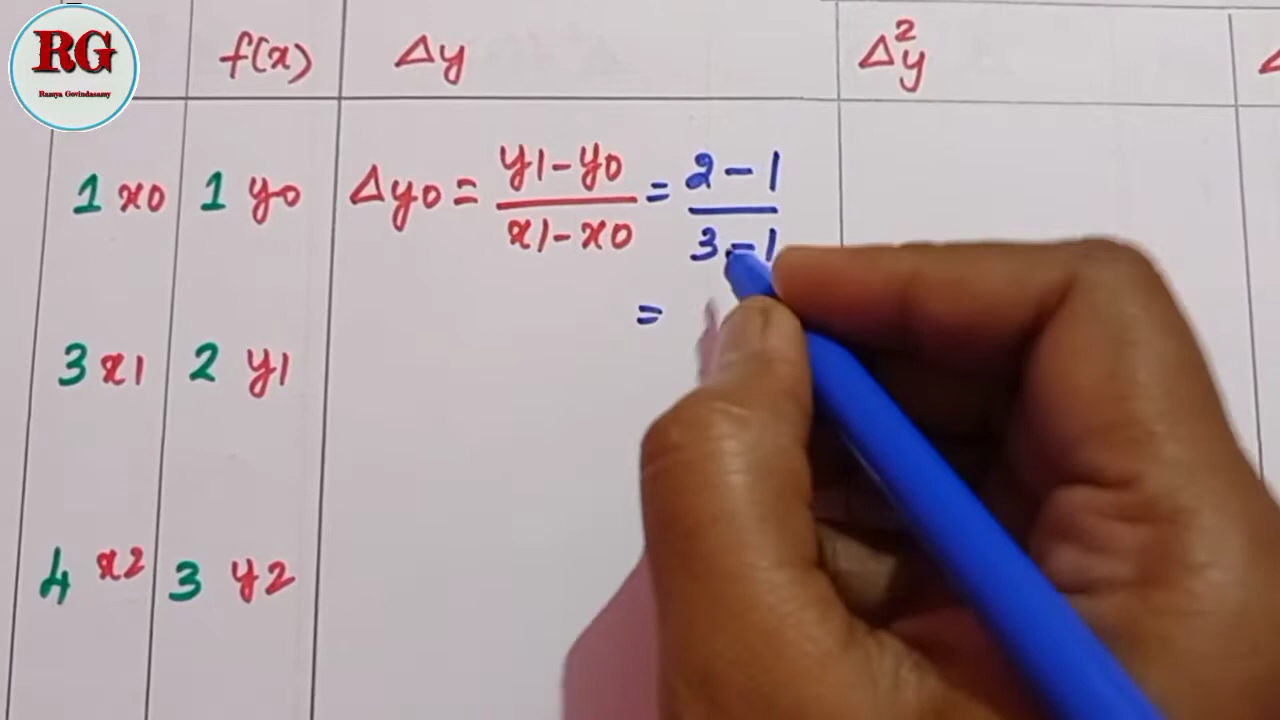 RG
Ramya Govindasamy
f(x) Δy Δ²y
1 x0 1 y0 Δy0 = y1-y0 / x1-x0 = 2-1 / 3-1
=
3 x1 2 y1
4 x2 3 y2